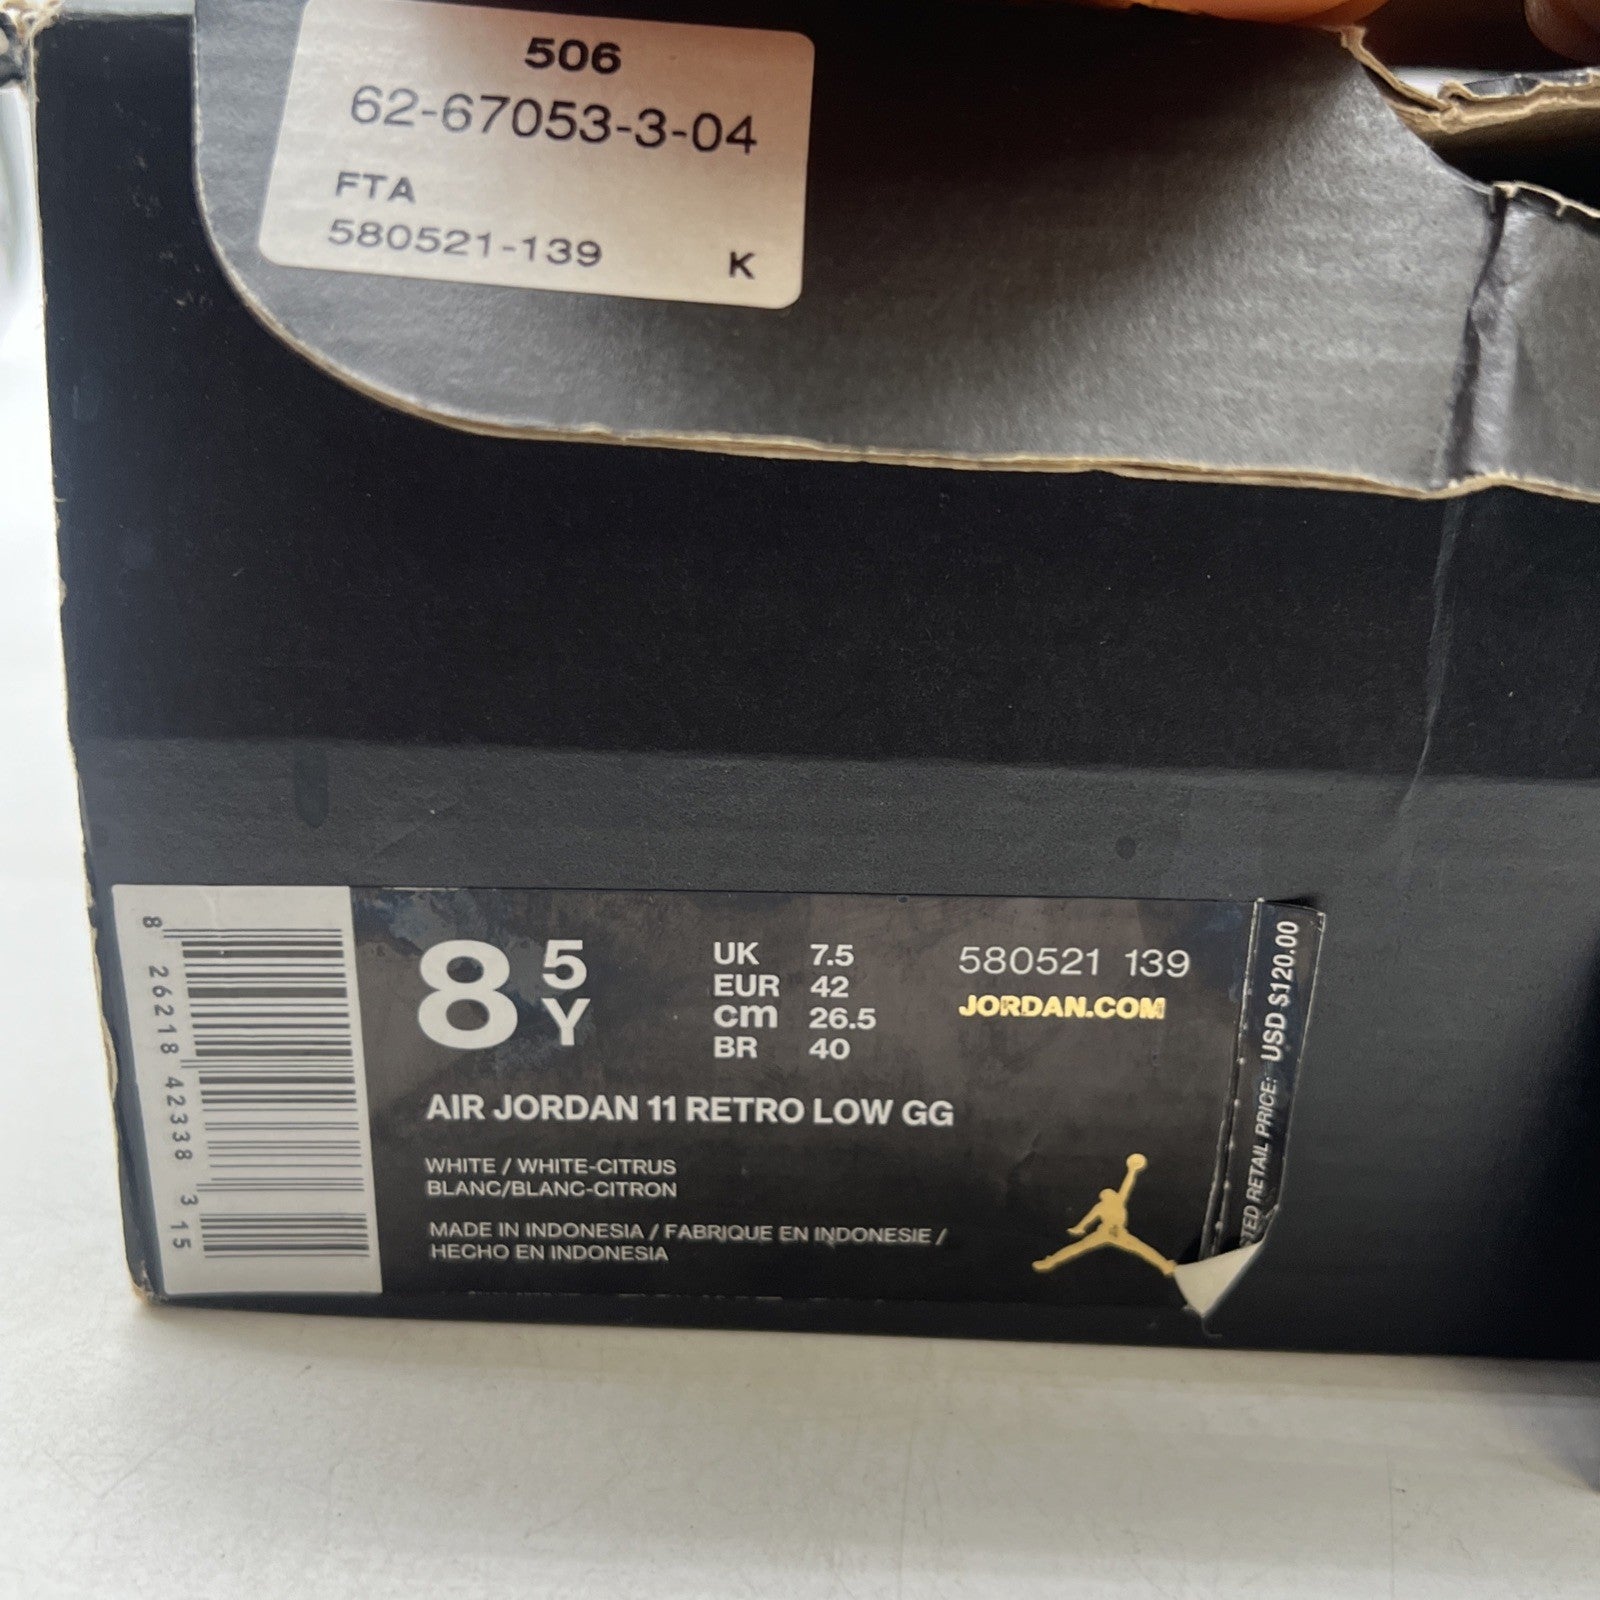 506
62-67053-3-04
FTA
580521-139 K
8 26218 42338 3 15
8 5 Y
UK 7.5
EUR 42
cm 26.5
BR 40
580521 139
JORDAN.COM
AIR JORDAN 11 RETRO LOW GG
WHITE / WHITE-CITRUS
BLANC/BLANC-CITRON
MADE IN INDONESIA / FABRIQUE EN INDONESIE /
HECHO EN INDONESIA
RETAIL PRICE: USD $120.00